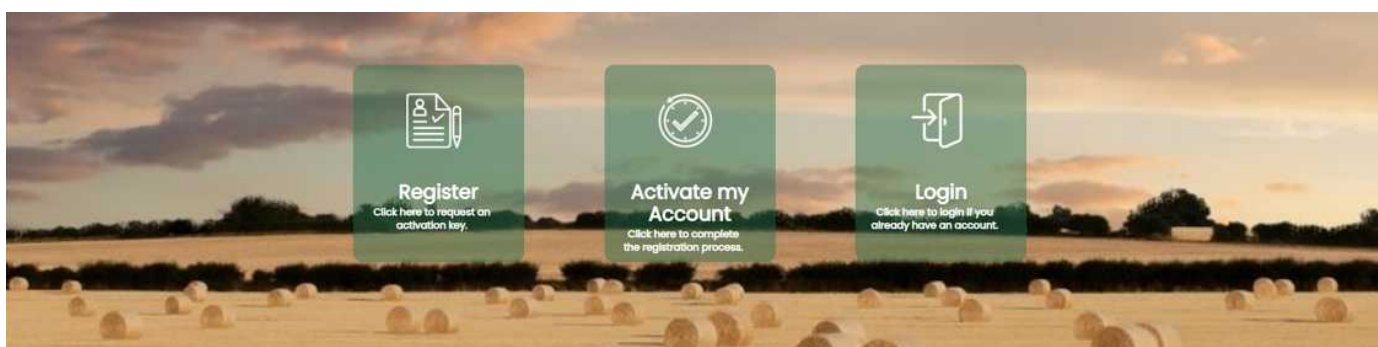 Register
Click here to request an
activation key.
Activate my
Account
Click here to complete
the registration process.
Login
Click here to login if you
already have an account.